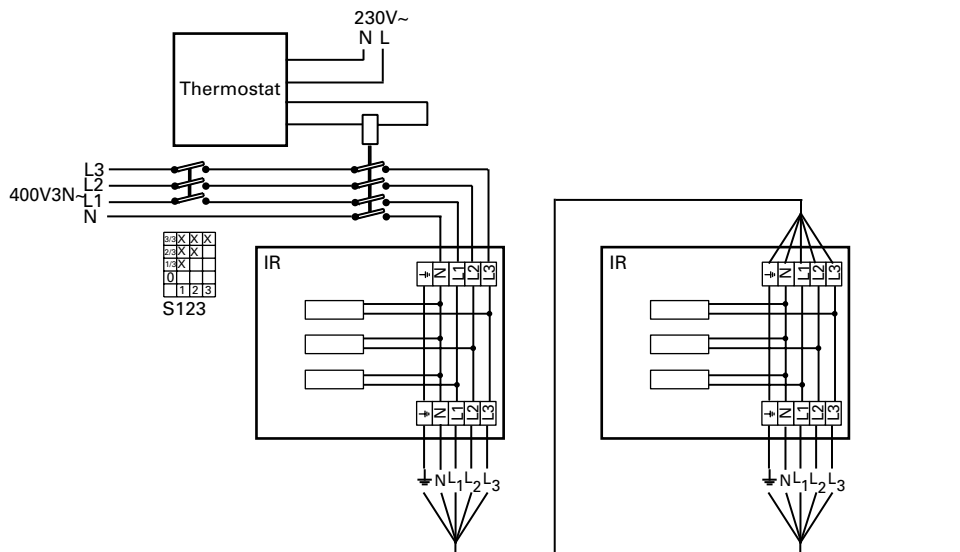 230V~
N L
Thermostat
L3
L2
400V3N~L1
N
3/3 X X X
2/3 X X
1/3 X
0
1 2 3
S123
IR
N L1 L2 L3
N L1 L2 L3
N L1 L2 L3
IR
N L1 L2 L3
N L1 L2 L3
N L1 L2 L3